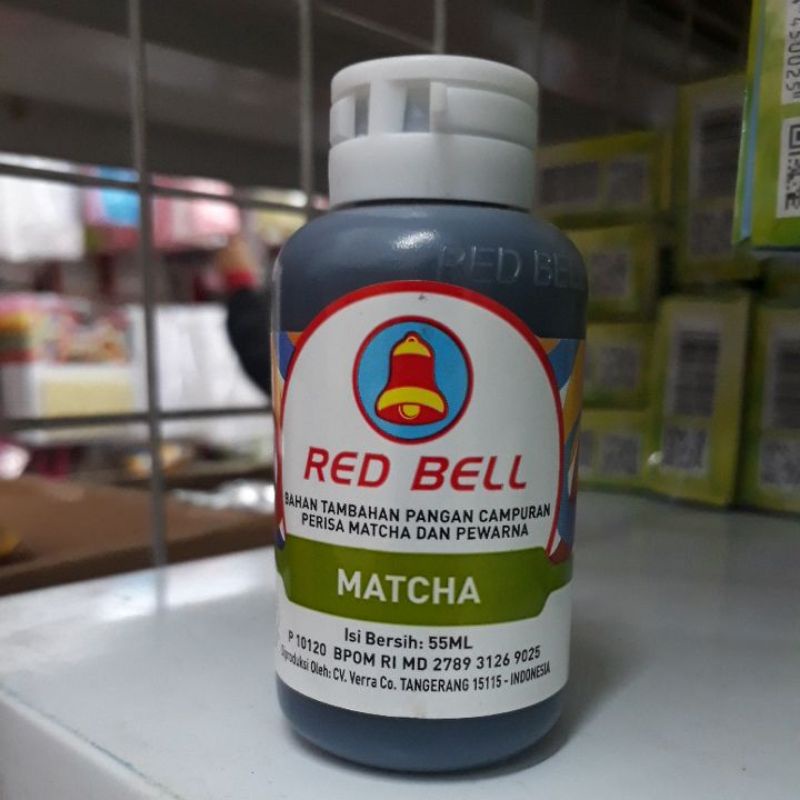 RED BELL
RED BELL
BAHAN TAMBAHAN PANGAN CAMPURAN
PERISA MATCHA DAN PEWARNA
MATCHA
Isi Bersih: 55ML
P 10120 BPOM RI MD 2789 3126 9025
Diproduksi Oleh: CV. Verra Co. TANGERANG 15115 - INDONESIA